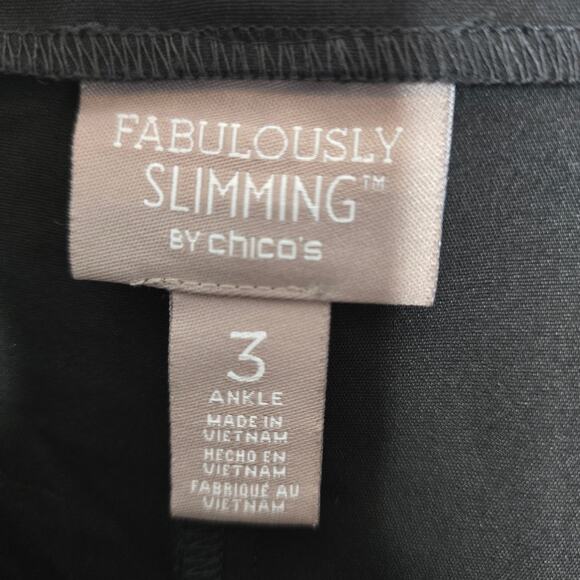 FABULOUSLY
SLIMMING™
BY chico's
3
ANKLE
MADE IN
VIETNAM
HECHO EN
VIETNAM
FABRIQUÉ AU
VIETNAM